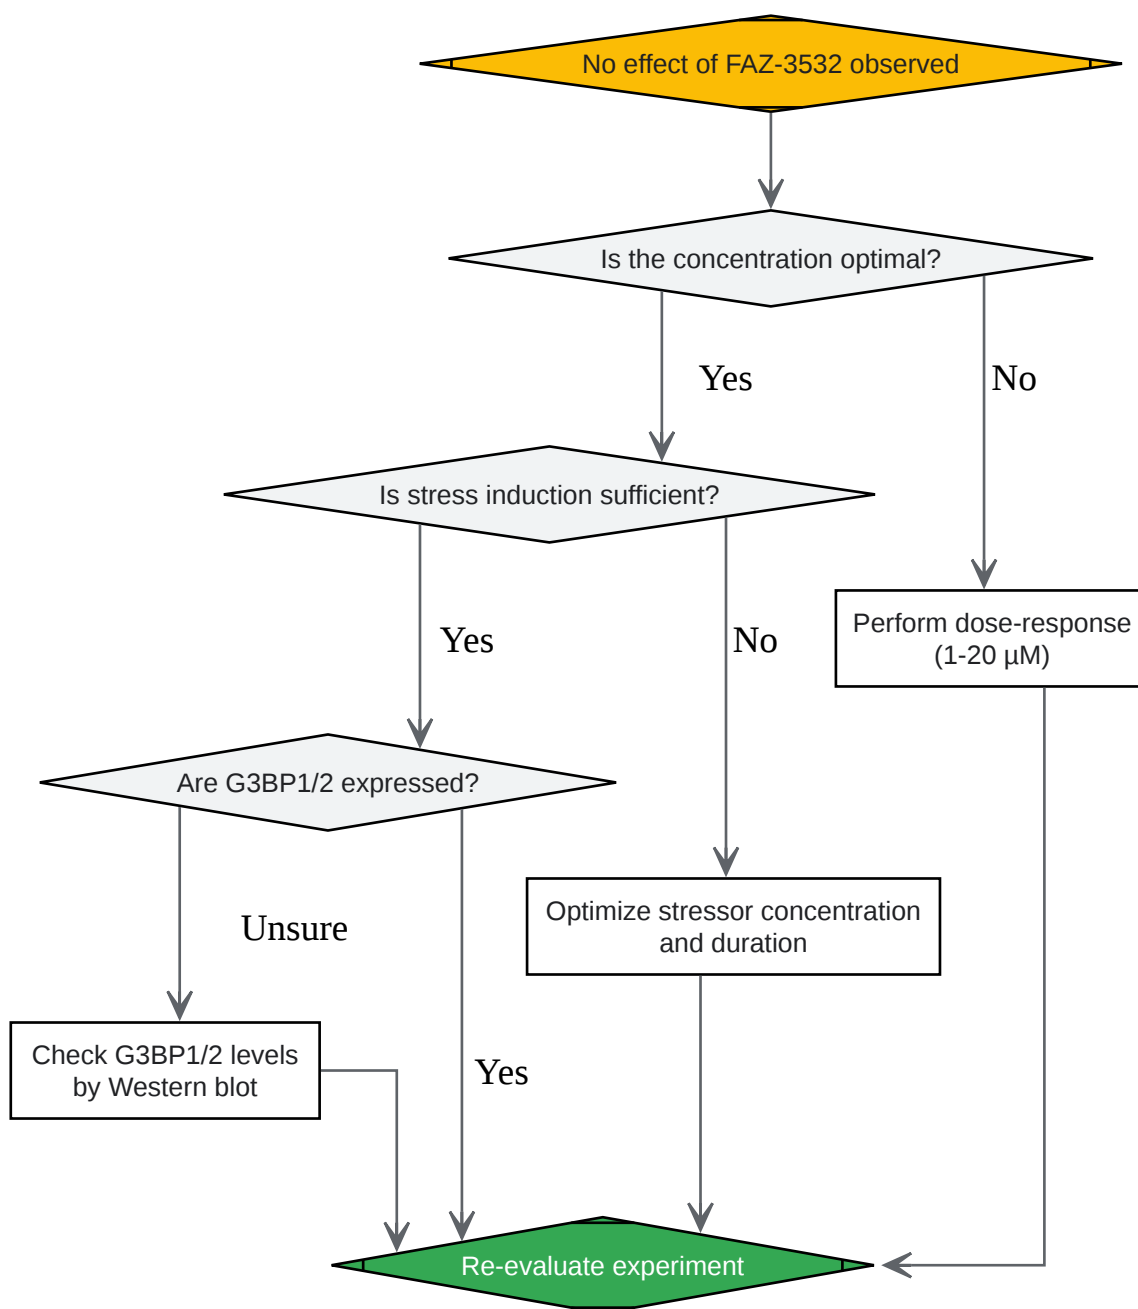 No effect of FAZ-3532 observed
Is the concentration optimal?
Yes
No
Is stress induction sufficient?
Perform dose-response
(1-20 µM)
Yes
No
Are G3BP1/2 expressed?
Optimize stressor concentration
and duration
Unsure
Check G3BP1/2 levels
by Western blot
Yes
Re-evaluate experiment